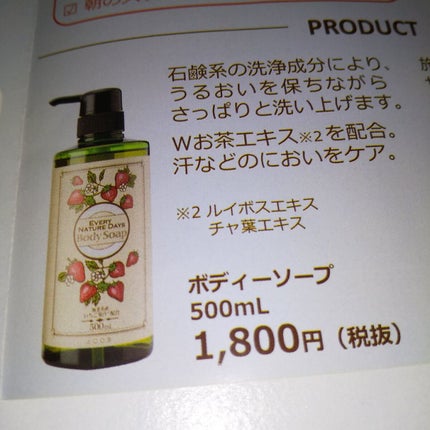 PRODUCT
石鹸系の洗浄成分により、
うるおいを保ちながら
さっぱりと洗い上げます。
Wお茶エキス※2を配合。
汗などのにおいをケア。
※2 ルイボスエキス
チャ葉エキス
EVERY
NATURE DAYS
Body Soap
500mL
ボディーソープ
500mL
1,800円（税抜）